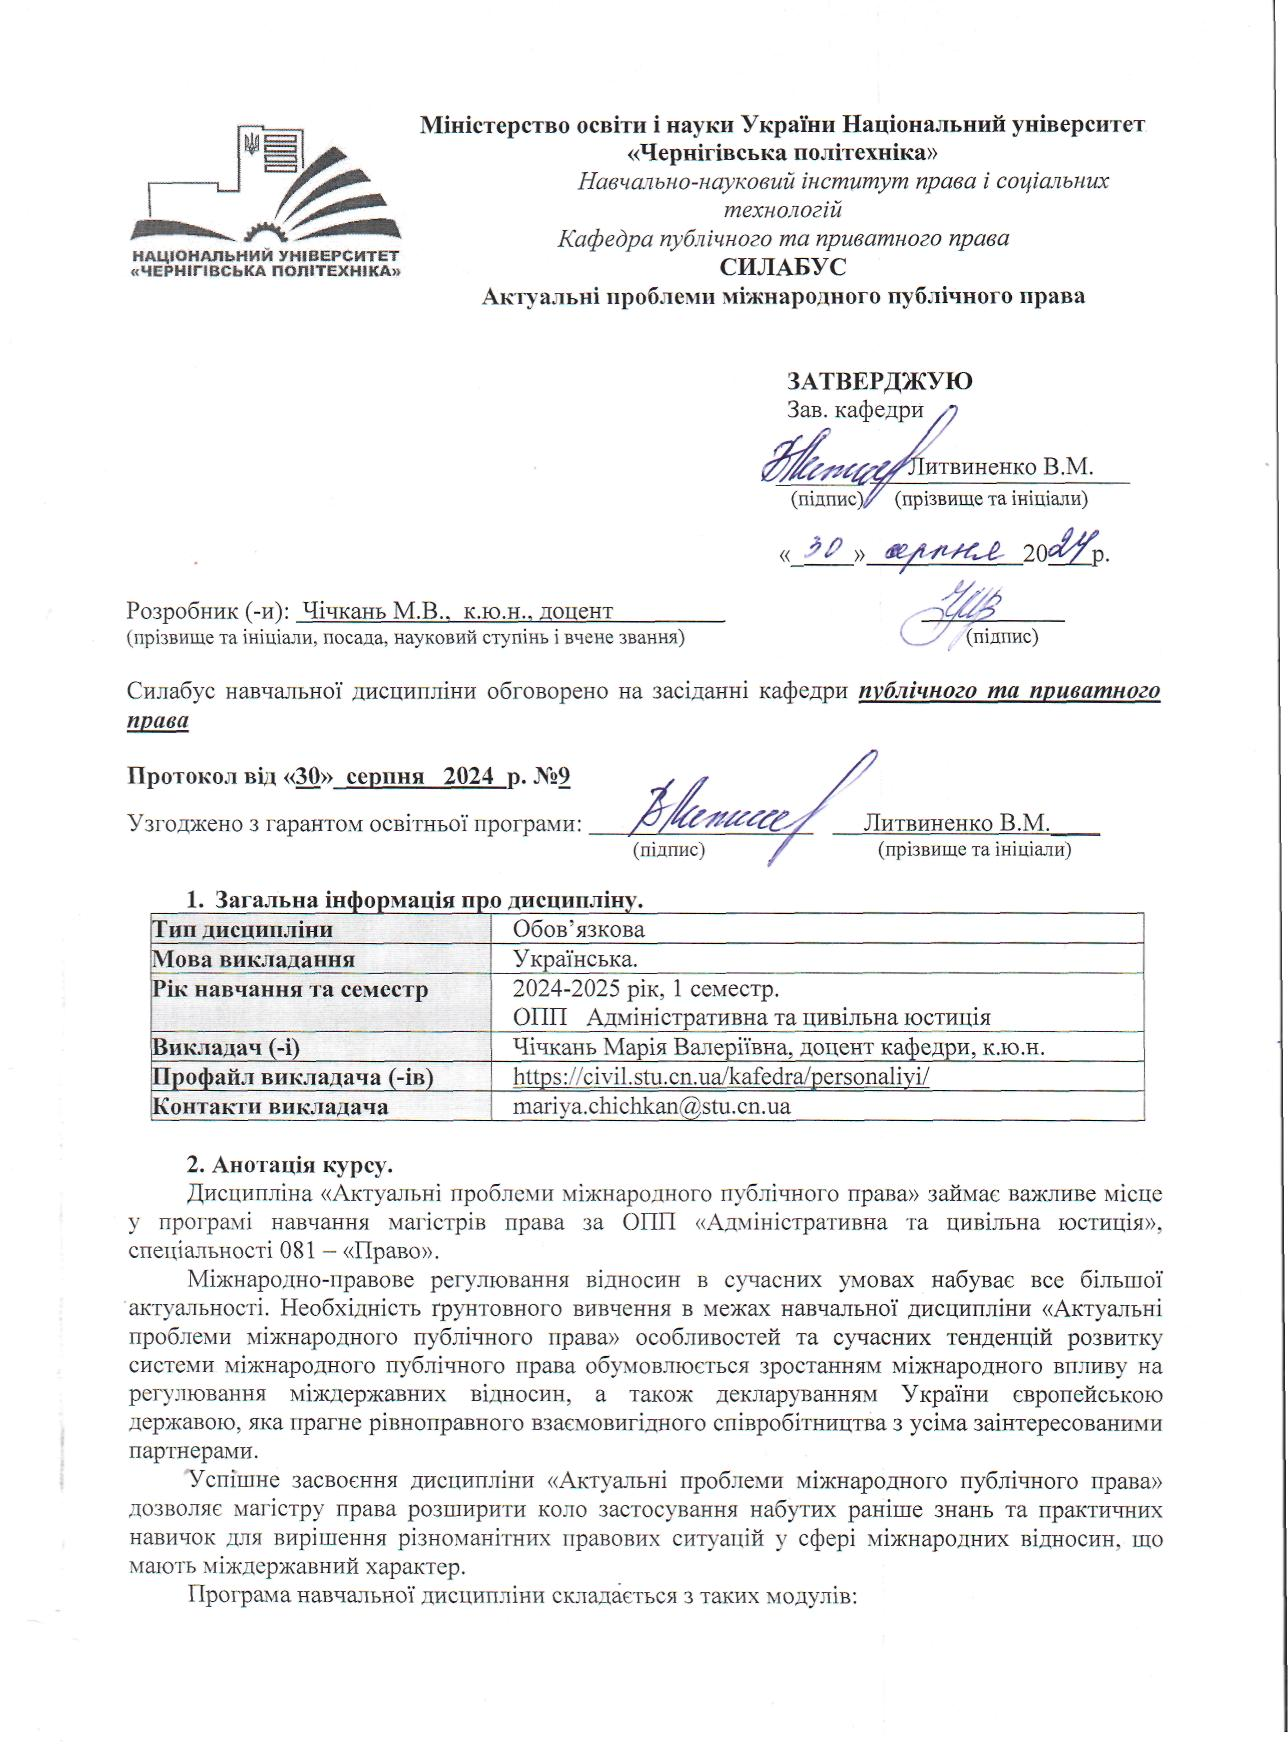 Міністерство освіти і науки України Національний університет
«Чернігівська політехніка»
Навчально-науковий інститут права і соціальних
технологій
Кафедра публічного та приватного права
СИЛАБУС
Актуальні проблеми міжнародного публічного права
НАЦІОНАЛЬНИЙ УНІВЕРСИТЕТ
«ЧЕРНІГІВСЬКА ПОЛІТЕХНІКА»
ЗАТВЕРДЖУЮ
Зав. кафедри
Литвиненко В.М.
(підпис) (прізвище та ініціали)
«30» серпня 2024 р.
Розробник (-и): Чічкань М.В., к.ю.н., доцент
(прізвище та ініціали, посада, науковий ступінь і вчене звання) (підпис)
Силабус навчальної дисципліни обговорено на засіданні кафедри публічного та приватного
права
Протокол від «30» серпня 2024 р. №9
Узгоджено з гарантом освітньої програми: Литвиненко В.М.
(підпис) (прізвище та ініціали)
1. Загальна інформація про дисципліну.
Тип дисципліни Обов’язкова
Мова викладання Українська.
Рік навчання та семестр 2024-2025 рік, 1 семестр.
ОПП Адміністративна та цивільна юстиція
Викладач (-і) Чічкань Марія Валеріївна, доцент кафедри, к.ю.н.
Профайл викладача (-ів) https://civil.stu.cn.ua/kafedra/personaliyi/
Контакти викладача mariya.chichkan@stu.cn.ua
2. Анотація курсу.
Дисципліна «Актуальні проблеми міжнародного публічного права» займає важливе місце
у програмі навчання магістрів права за ОПП «Адміністративна та цивільна юстиція»,
спеціальності 081 – «Право».
Міжнародно-правове регулювання відносин в сучасних умовах набуває все більшої
актуальності. Необхідність ґрунтовного вивчення в межах навчальної дисципліни «Актуальні
проблеми міжнародного публічного права» особливостей та сучасних тенденцій розвитку
системи міжнародного публічного права обумовлюється зростанням міжнародного впливу на
регулювання міждержавних відносин, а також декларуванням України європейською
державою, яка прагне рівноправного взаємовигідного співробітництва з усіма заінтересованими
партнерами.
Успішне засвоєння дисципліни «Актуальні проблеми міжнародного публічного права»
дозволяє магістру права розширити коло застосування набутих раніше знань та практичних
навичок для вирішення різноманітних правових ситуацій у сфері міжнародних відносин, що
мають міждержавний характер.
Програма навчальної дисципліни складається з таких модулів: